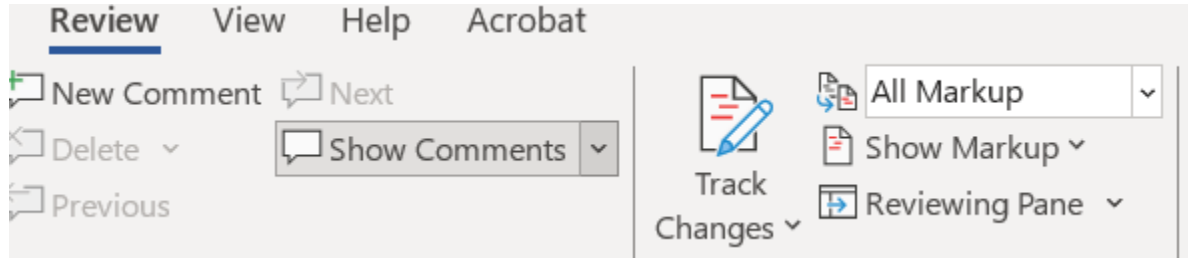 Review View Help Acrobat
New Comment Next
Delete Show Comments
Previous
Track Changes
All Markup
Show Markup
Reviewing Pane